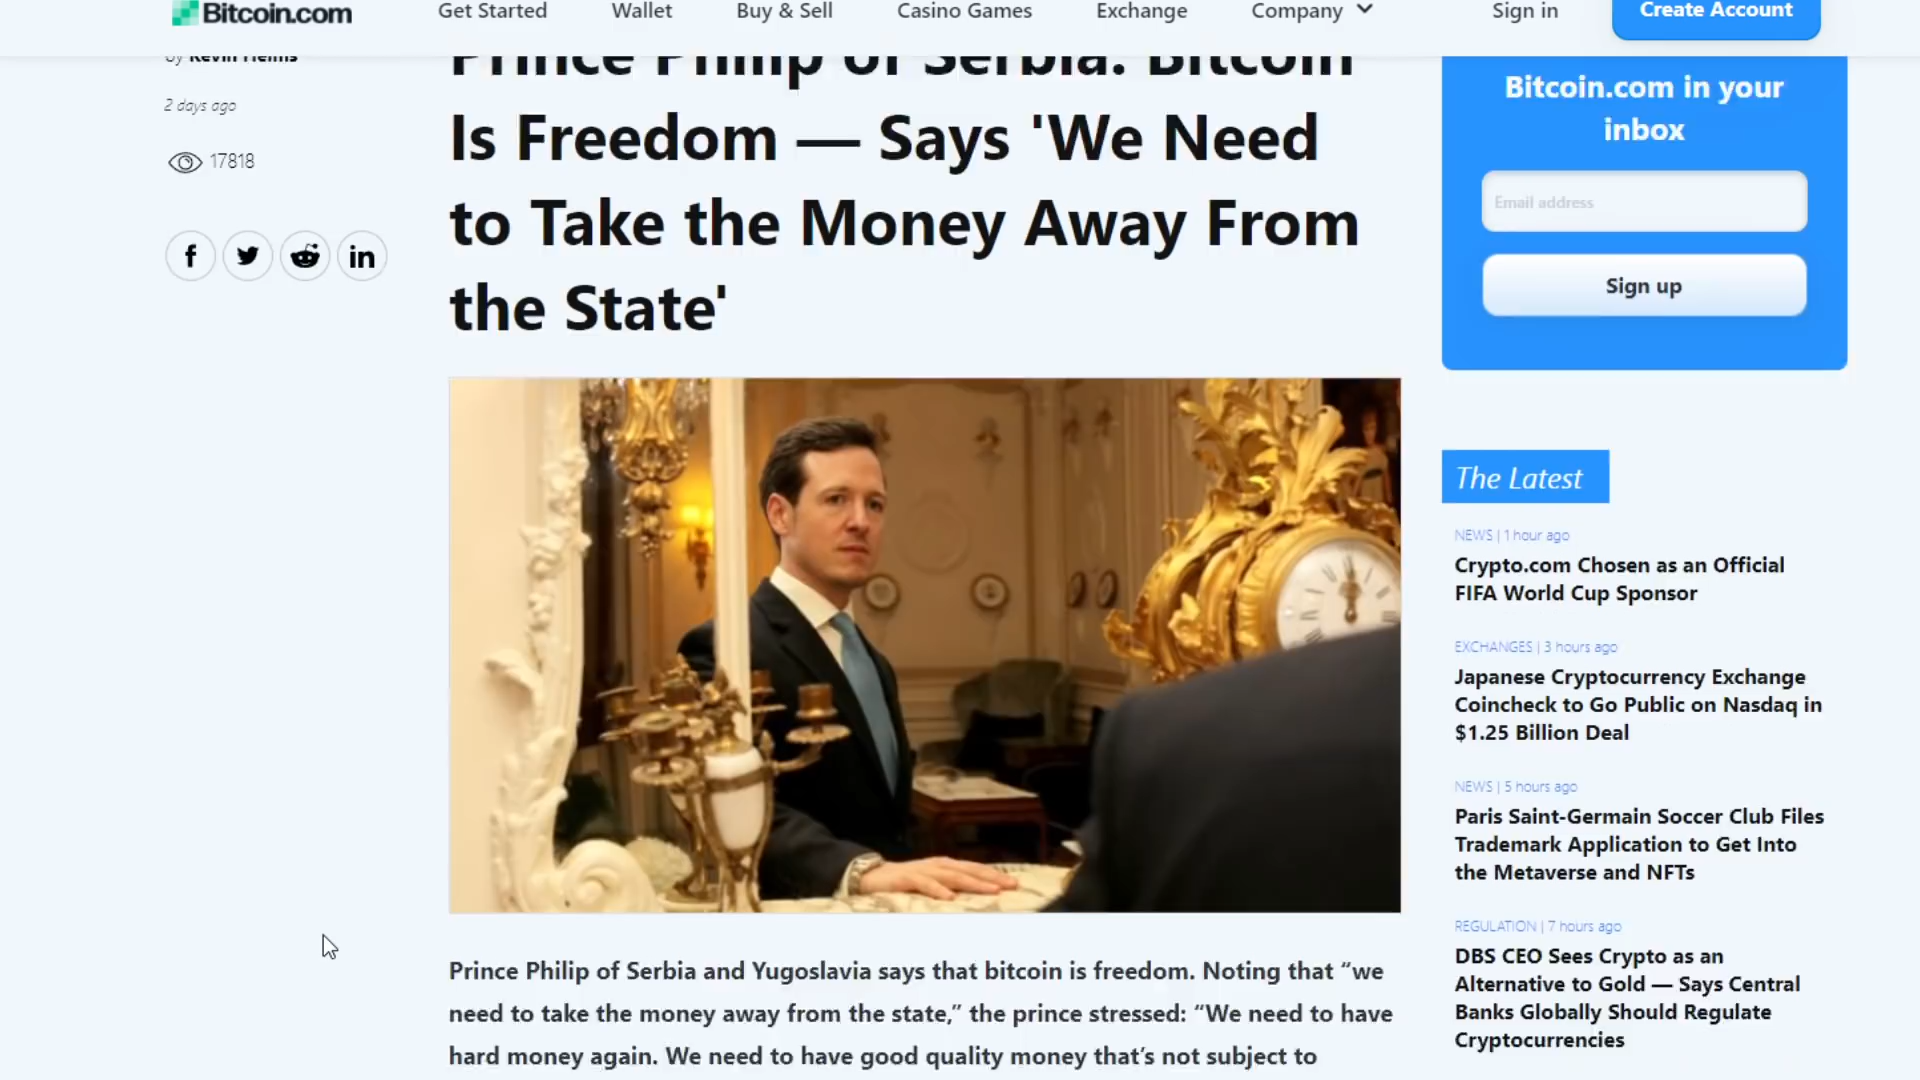 Bitcoin.com
Get Started
Wallet
Buy & Sell
Casino Games
Exchange
Company
Sign in
Create Account
by Kevin Helms
2 days ago
17818
Prince Philip of Serbia: Bitcoin
Is Freedom — Says 'We Need
to Take the Money Away From
the State'
Prince Philip of Serbia and Yugoslavia says that bitcoin is freedom. Noting that “we
need to take the money away from the state,” the prince stressed: “We need to have
hard money again. We need to have good quality money that’s not subject to
Bitcoin.com in your
inbox
Email address
Sign up
The Latest
NEWS | 1 hour ago
Crypto.com Chosen as an Official
FIFA World Cup Sponsor
EXCHANGES | 3 hours ago
Japanese Cryptocurrency Exchange
Coincheck to Go Public on Nasdaq in
$1.25 Billion Deal
NEWS | 5 hours ago
Paris Saint-Germain Soccer Club Files
Trademark Application to Get Into
the Metaverse and NFTs
REGULATION | 7 hours ago
DBS CEO Sees Crypto as an
Alternative to Gold — Says Central
Banks Globally Should Regulate
Cryptocurrencies